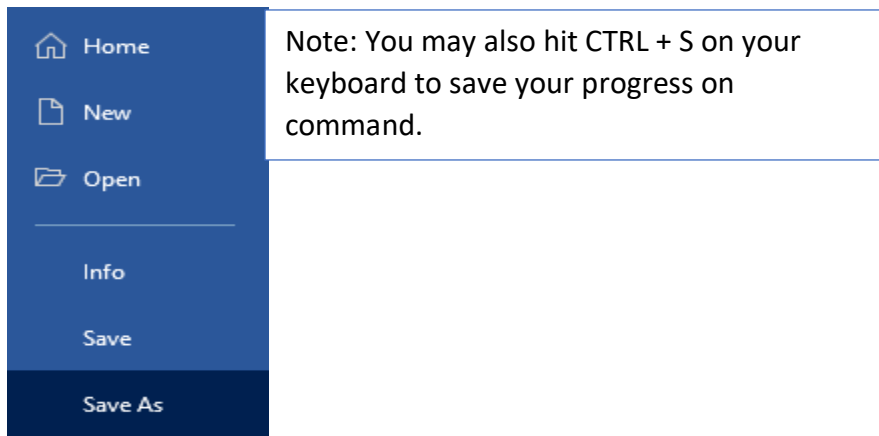 Home
New
Open
Info
Save
Save As
Note: You may also hit CTRL + S on your
keyboard to save your progress on
command.